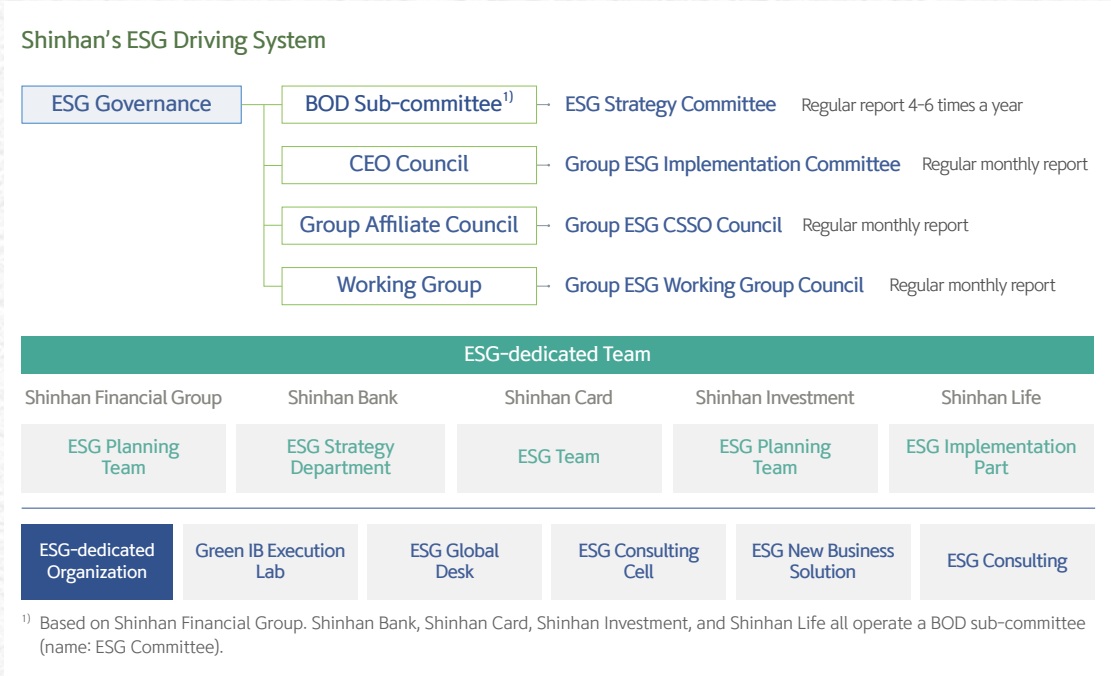 Shinhan's ESG Driving System
ESG Governance
BOD Sub-committee1)
ESG Strategy Committee
Regular report 4-6 times a year
CEO Council
Group ESG Implementation Committee
Regular monthly report
Group Affiliate Council
Group ESG CSSO Council
Regular monthly report
Working Group
Group ESG Working Group Council
Regular monthly report
ESG-dedicated Team
Shinhan Financial Group
Shinhan Bank
Shinhan Card
Shinhan Investment
Shinhan Life
ESG Planning
Team
ESG Strategy
Department
ESG Team
ESG Planning
Team
ESG Implementation
Part
ESG-dedicated
Organization
Green IB Execution
Lab
ESG Global
Desk
ESG Consulting
Cell
ESG New Business
Solution
ESG Consulting
1) Based on Shinhan Financial Group. Shinhan Bank, Shinhan Card, Shinhan Investment, and Shinhan Life all operate a BOD sub-committee
(name: ESG Committee).